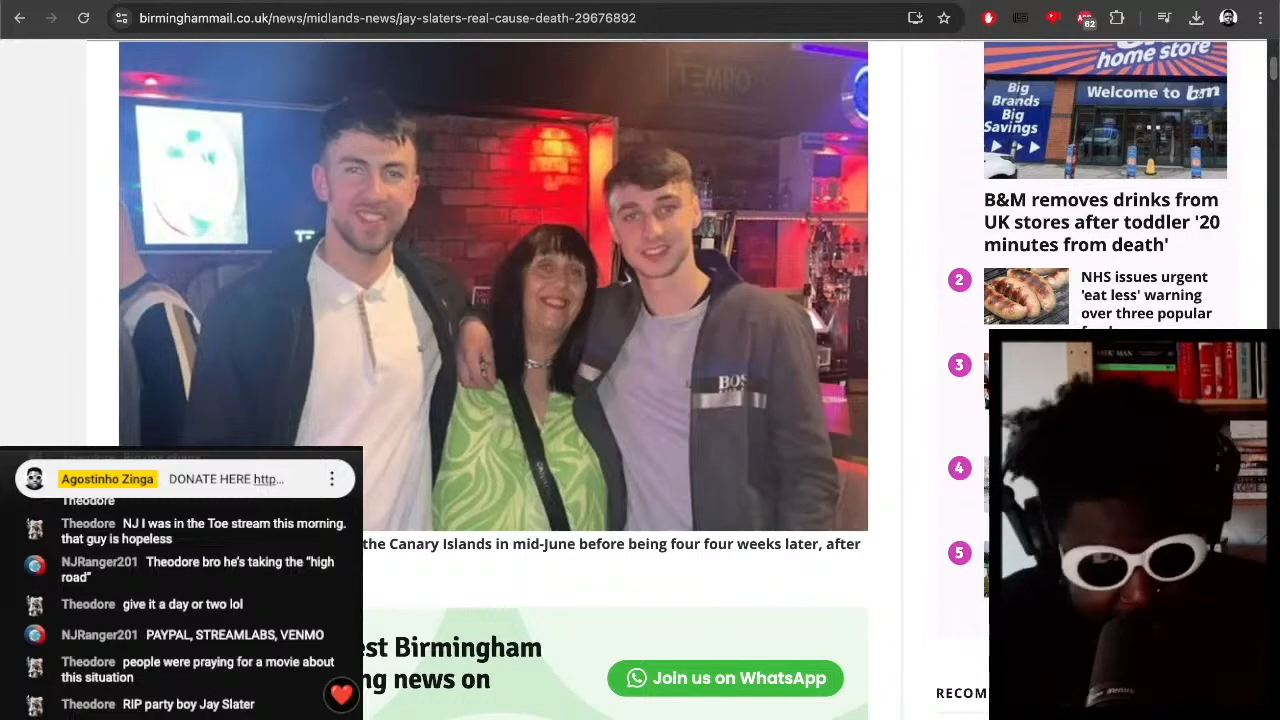 birminghammail.co.uk/news/midlands-news/jay-slaters-real-cause-death-29676892
62
TEMPO
BOS
home store
Big
Brands
Big
Savings
Welcome to bm
B&M removes drinks from
UK stores after toddler '20
minutes from death'
2
NHS issues urgent
'eat less' warning
over three popular
3
4
5
the Canary Islands in mid-June before being four four weeks later, after
est Birmingham
ng news on
Join us on WhatsApp
RECOM
Agostinho Zinga DONATE HERE http...
Theodore
Theodore NJ I was in the Toe stream this morning.
that guy is hopeless
NJRanger201 Theodore bro he's taking the "high
road"
Theodore give it a day or two lol
NJRanger201 PAYPAL, STREAMLABS, VENMO
Theodore people were praying for a movie about
this situation
Theodore RIP party boy Jay Slater